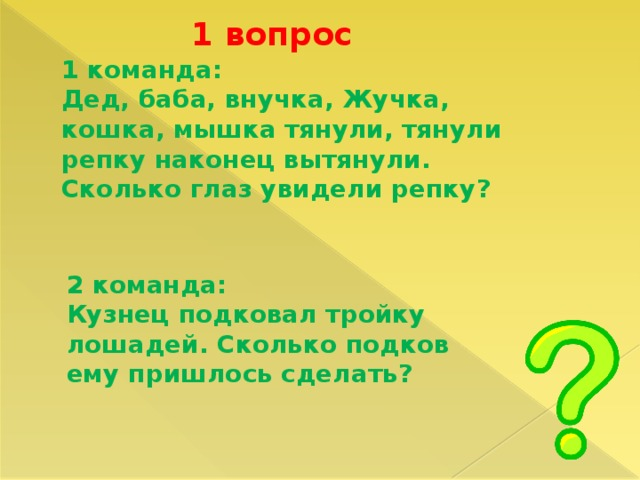 1 вопрос
1 команда:
Дед, баба, внучка, Жучка,
кошка, мышка тянули, тянули
репку наконец вытянули.
Сколько глаз увидели репку?
2 команда:
Кузнец подковал тройку
лошадей. Сколько подков
ему пришлось сделать?